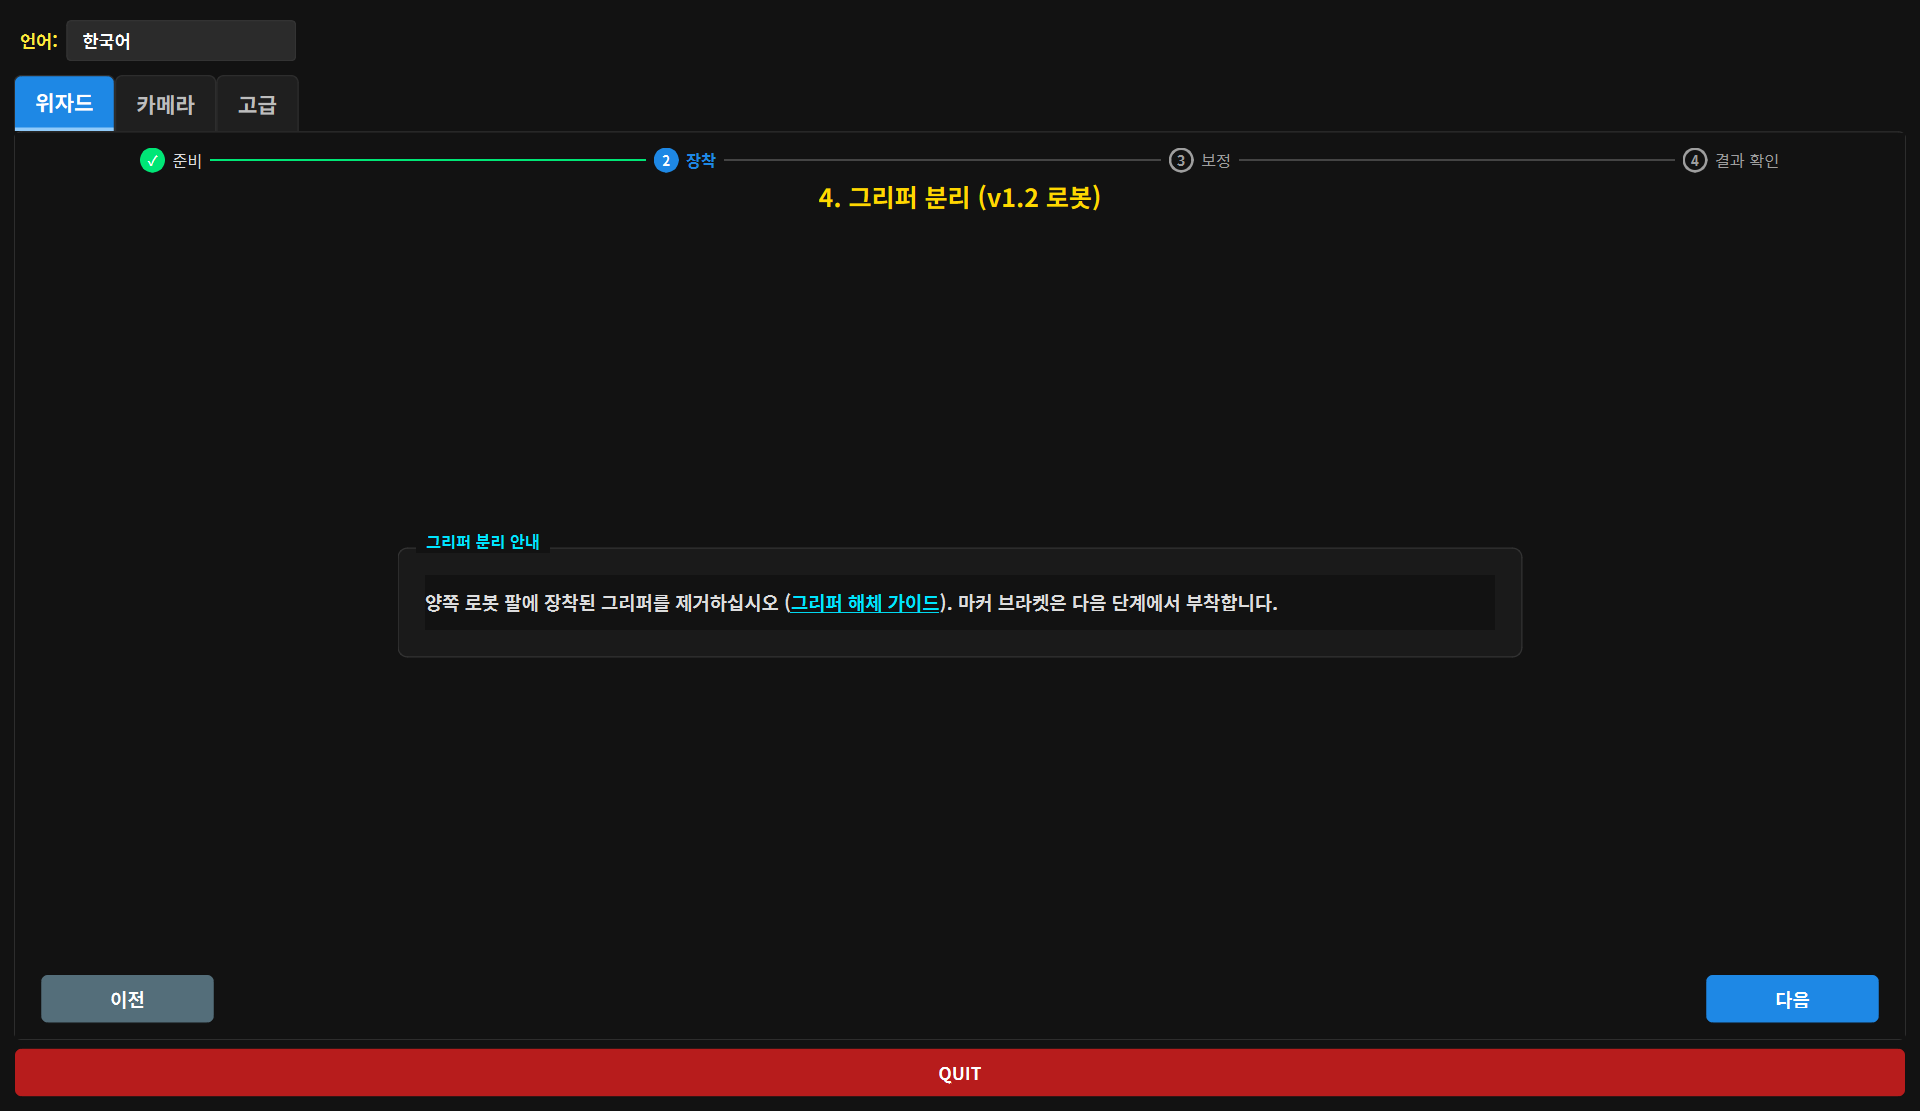 언어: 한국어
위자드 카메라 고급
✓ 준비 2 장착 3 보정 4 결과 확인
4. 그리퍼 분리 (v1.2 로봇)
그리퍼 분리 안내
양쪽 로봇 팔에 장착된 그리퍼를 제거하십시오 (그리퍼 해체 가이드). 마커 브라켓은 다음 단계에서 부착합니다.
이전 다음
QUIT